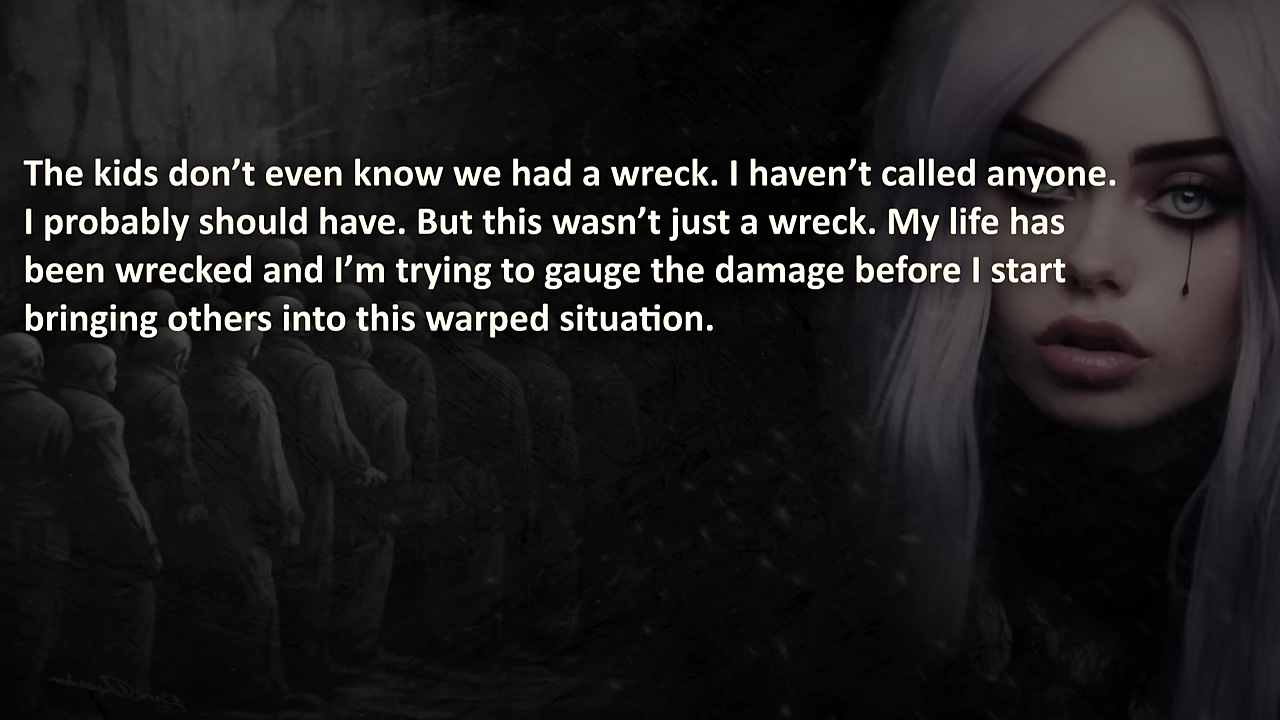 The kids don’t even know we had a wreck. I haven’t called anyone.
I probably should have. But this wasn’t just a wreck. My life has
been wrecked and I’m trying to gauge the damage before I start
bringing others into this warped situation.